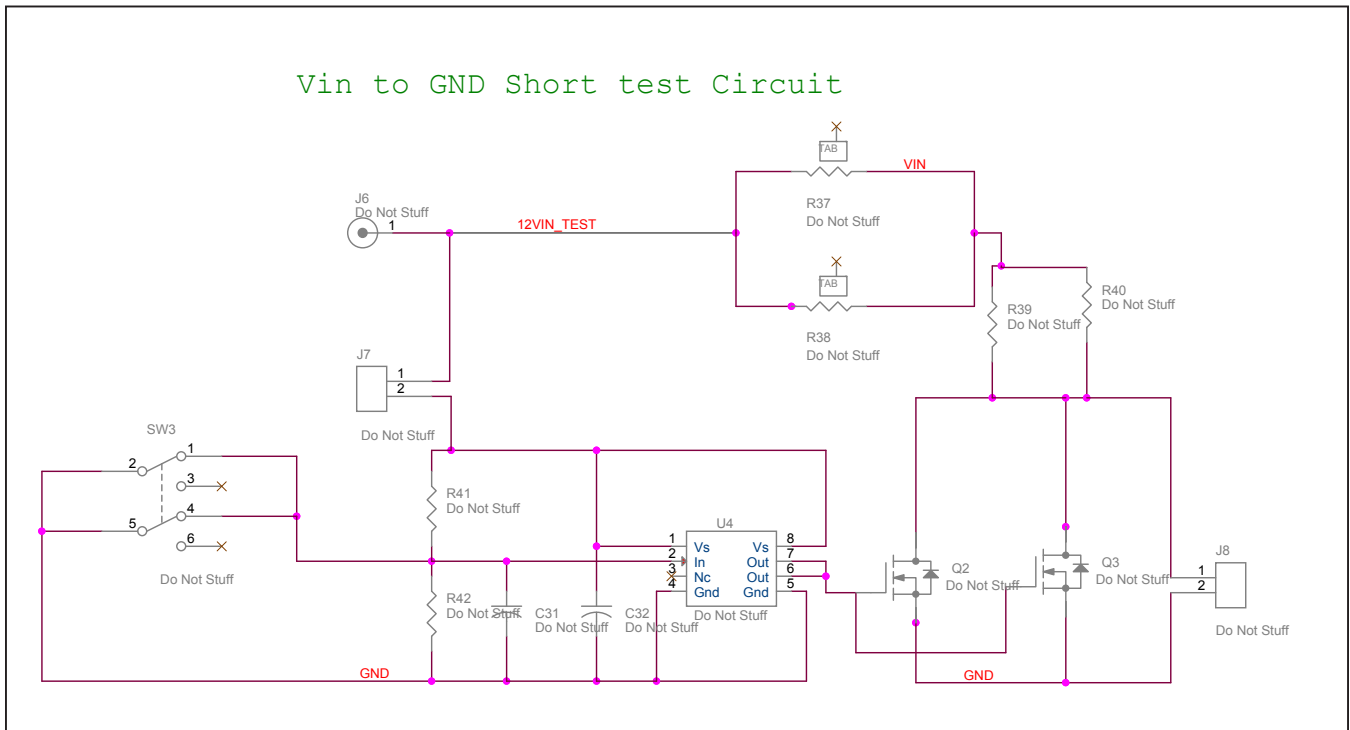 Vin to GND Short test Circuit
TAB
VIN
R37
Do Not Stuff
J6
Do Not Stuff
1
12VIN_TEST
TAB
R38
Do Not Stuff
R39
Do Not Stuff
R40
Do Not Stuff
J7
1
2
Do Not Stuff
SW3
2
1
3
5
4
6
Do Not Stuff
R41
Do Not Stuff
R42
Do Not Stuff
C31
Do Not Stuff
C32
Do Not Stuff
U4
1 Vs Vs 8
2 In Out 7
3 Nc Out 6
4 Gnd Gnd 5
Do Not Stuff
Q2
Do Not Stuff
Q3
Do Not Stuff
J8
1
2
Do Not Stuff
GND
GND